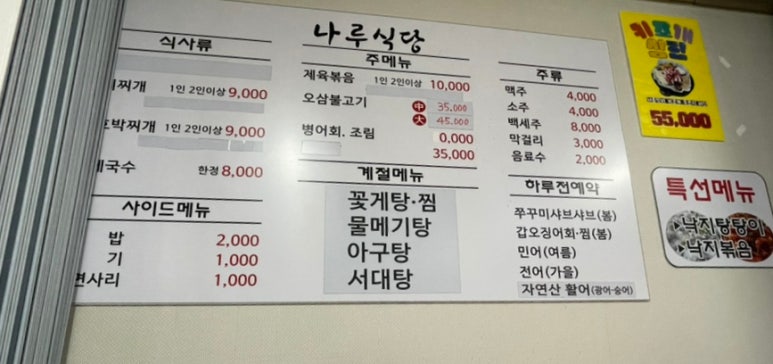 나루식당
식사류
찌개 1인 2인이상 9,000
호박찌개 1인 2인이상 9,000
국수 한정 8,000
사이드메뉴
밥 2,000
기 1,000
면사리 1,000
주메뉴
제육볶음 1인 2인이상 10,000
오삼불고기 中 35.000
大 45.000
병어회. 조림 0,000
35,000
계절메뉴
꽃게탕·찜
물메기탕
아구탕
서대탕
주류
맥주 4,000
소주 4,000
백세주 8,000
막걸리 3,000
음료수 2,000
하루전예약
쭈꾸미샤브샤브(봄)
갑오징어회·찜(봄)
민어(여름)
전어(가을)
자연산 활어(광어·숭어)
키조개
삼합
55,000
특선메뉴
낙지탕탕이
낙지볶음